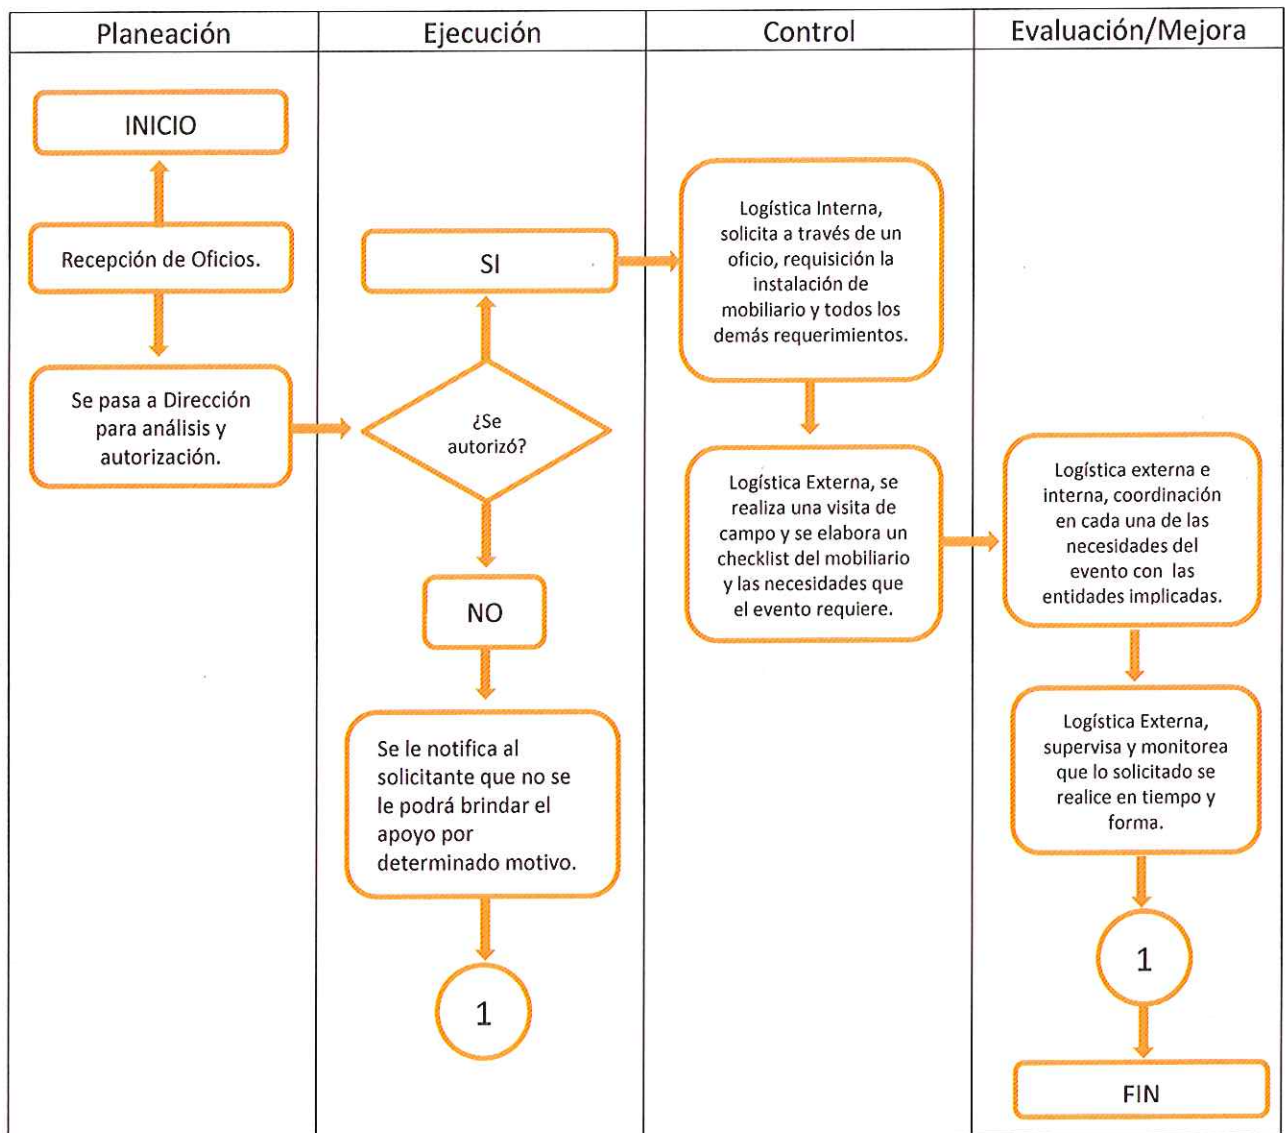 Planeación
Ejecución
Control
Evaluación/Mejora
INICIO
Recepción de Oficios.
Se pasa a Dirección
para análisis y
autorización.
SI
¿Se
autorizó?
NO
Se le notifica al
solicitante que no se
le podrá brindar el
apoyo por
determinado motivo.
1
Logística Interna,
solicita a través de un
oficio, requisición la
instalación de
mobiliario y todos los
demás requerimientos.
Logística Externa, se
realiza una visita de
campo y se elabora un
checklist del mobiliario
y las necesidades que
el evento requiere.
Logística externa e
interna, coordinación
en cada una de las
necesidades del
evento con las
entidades implicadas.
Logística Externa,
supervisa y monitorea
que lo solicitado se
realice en tiempo y
forma.
1
FIN